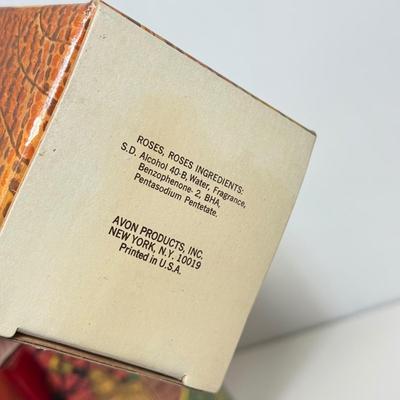 ROSES, ROSES INGREDIENTS:
S.D. Alcohol 40-B, Water, Fragrance,
Benzophenone-2, BHA,
Pentasodium Pentetate.
AVON PRODUCTS, INC.
NEW YORK, N.Y. 10019
Printed in U.S.A.